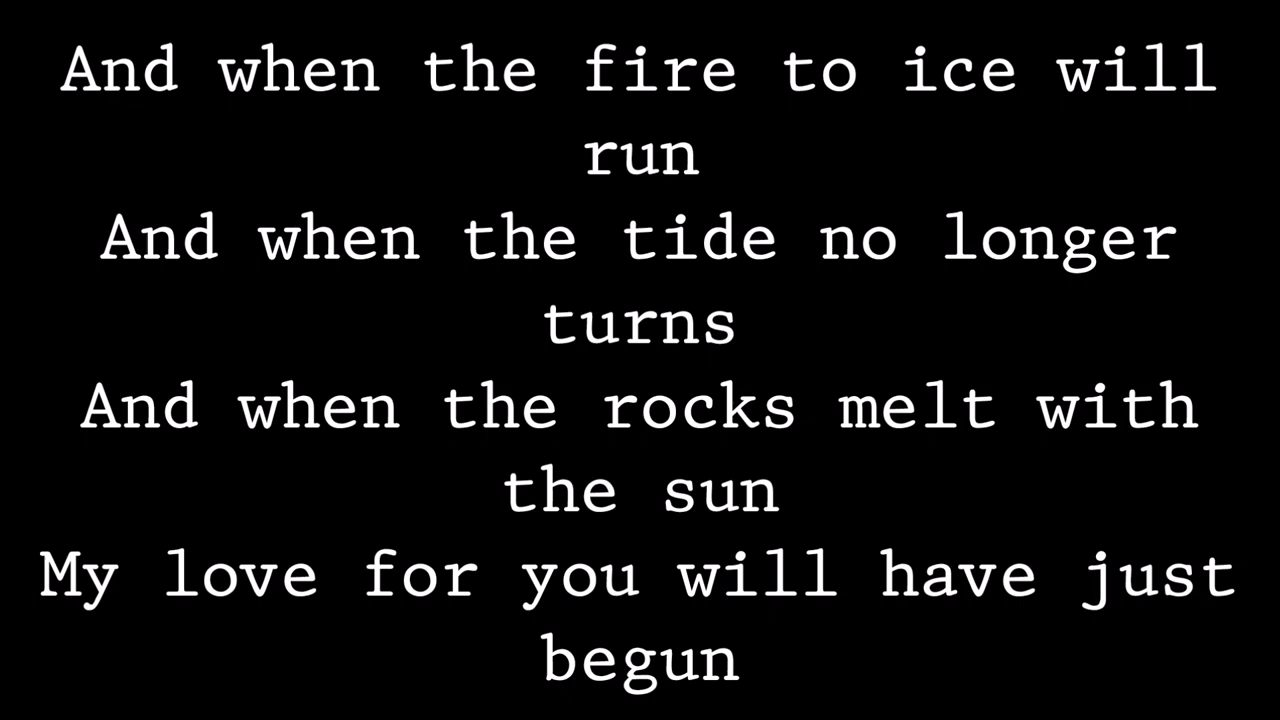 And when the fire to ice will
run
And when the tide no longer
turns
And when the rocks melt with
the sun
My love for you will have just
begun